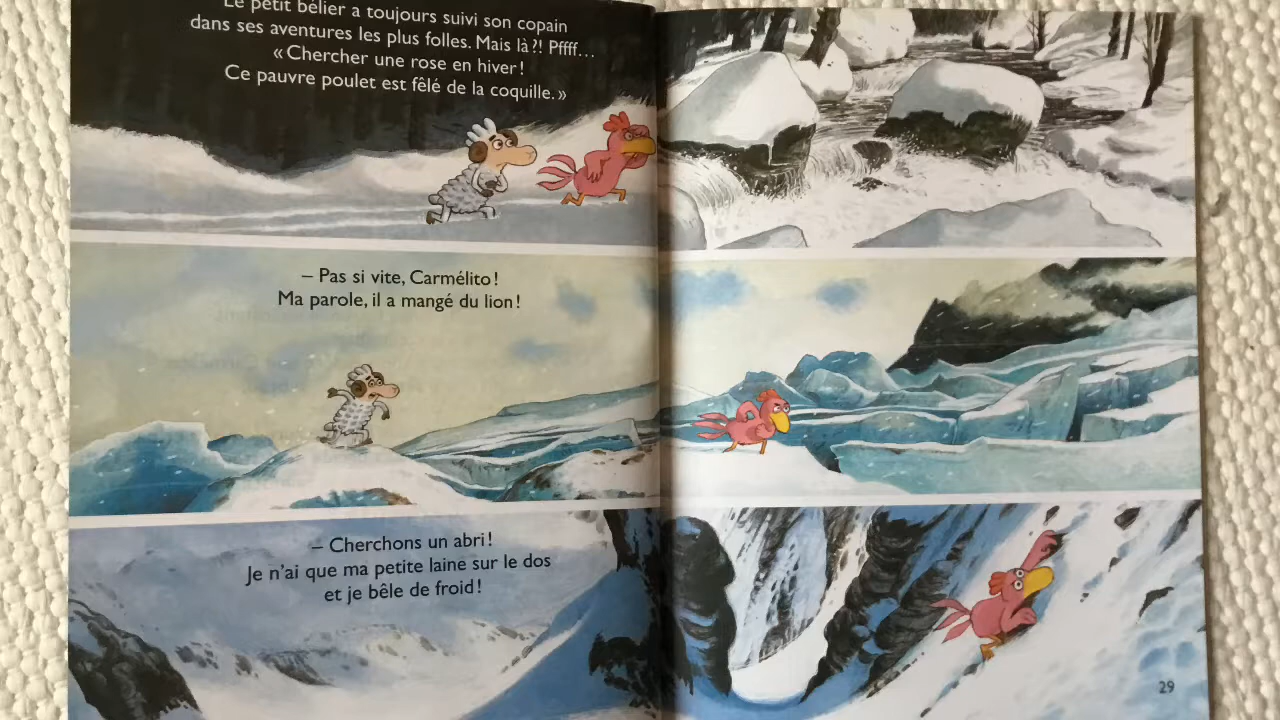 Le petit bélier a toujours suivi son copain
dans ses aventures les plus folles. Mais là ?! Pffff…
« Chercher une rose en hiver !
Ce pauvre poulet est fêlé de la coquille. »
– Pas si vite, Carmélito !
Ma parole, il a mangé du lion !
– Cherchons un abri !
Je n'ai que ma petite laine sur le dos
et je bêle de froid !
29